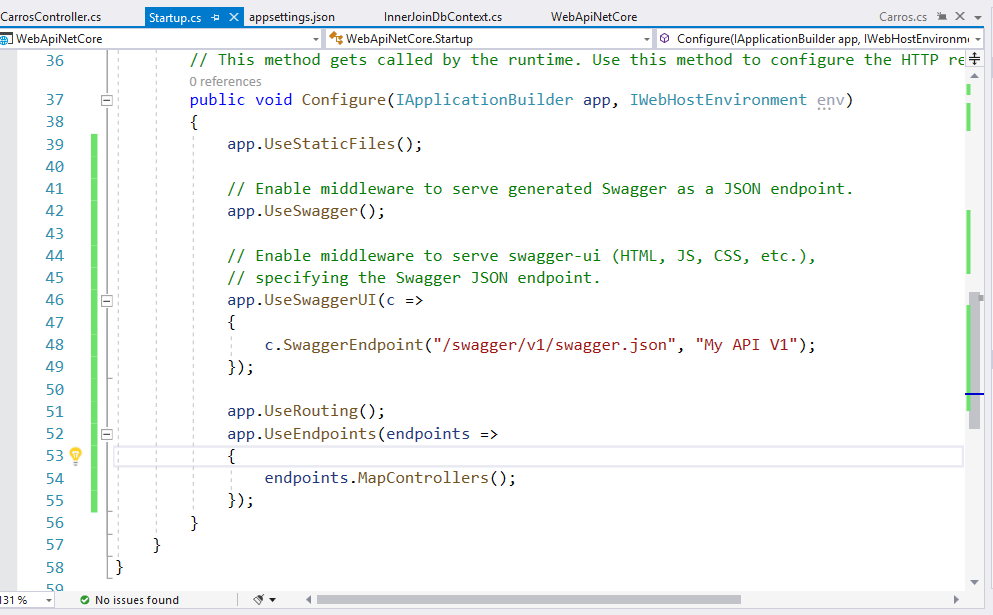 CarrosController.cs Startup.cs appsettings.json InnerJoinDbContext.cs WebApiNetCore Carros.cs
WebApiNetCore WebApiNetCore.Startup Configure(IApplicationBuilder app, IWebHostEnvironm
36 // This method gets called by the runtime. Use this method to configure the HTTP re
0 references
37 public void Configure(IApplicationBuilder app, IWebHostEnvironment env)
38 {
39 app.UseStaticFiles();
40
41 // Enable middleware to serve generated Swagger as a JSON endpoint.
42 app.UseSwagger();
43
44 // Enable middleware to serve swagger-ui (HTML, JS, CSS, etc.),
45 // specifying the Swagger JSON endpoint.
46 app.UseSwaggerUI(c =>
47 {
48 c.SwaggerEndpoint("/swagger/v1/swagger.json", "My API V1");
49 });
50
51 app.UseRouting();
52 app.UseEndpoints(endpoints =>
53 {
54 endpoints.MapControllers();
55 });
56 }
57 }
58 }
59
131 % No issues found